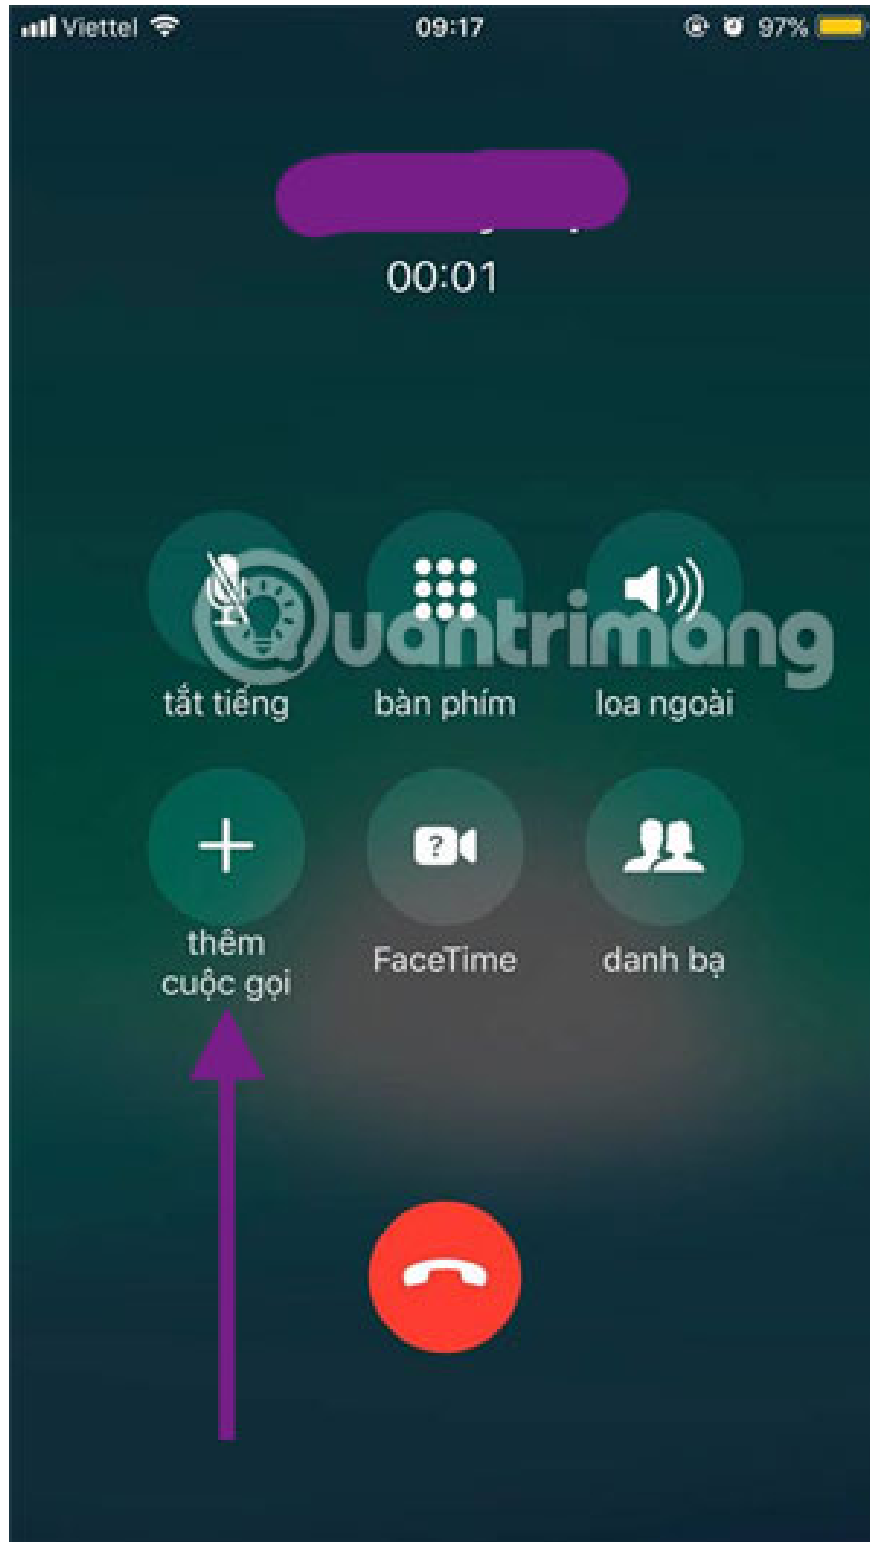 Viettel 09:17 97%
00:01
Quantrimang
tắt tiếng bàn phím loa ngoài
thêm
cuộc gọi FaceTime danh bạ